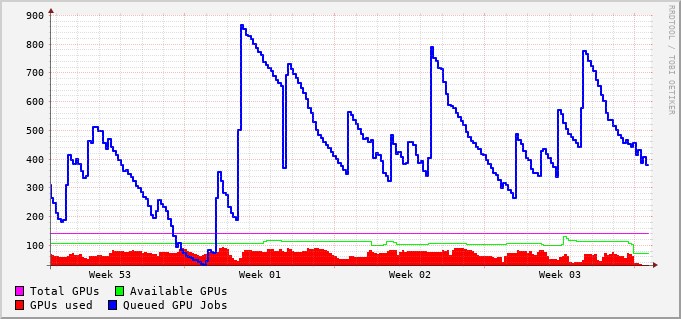 900
800
700
600
500
400
300
200
100
Week 53 Week 01 Week 02 Week 03
Total GPUs Available GPUs
GPUs used Queued GPU Jobs
RRDTOOL / TOBI OETIKER